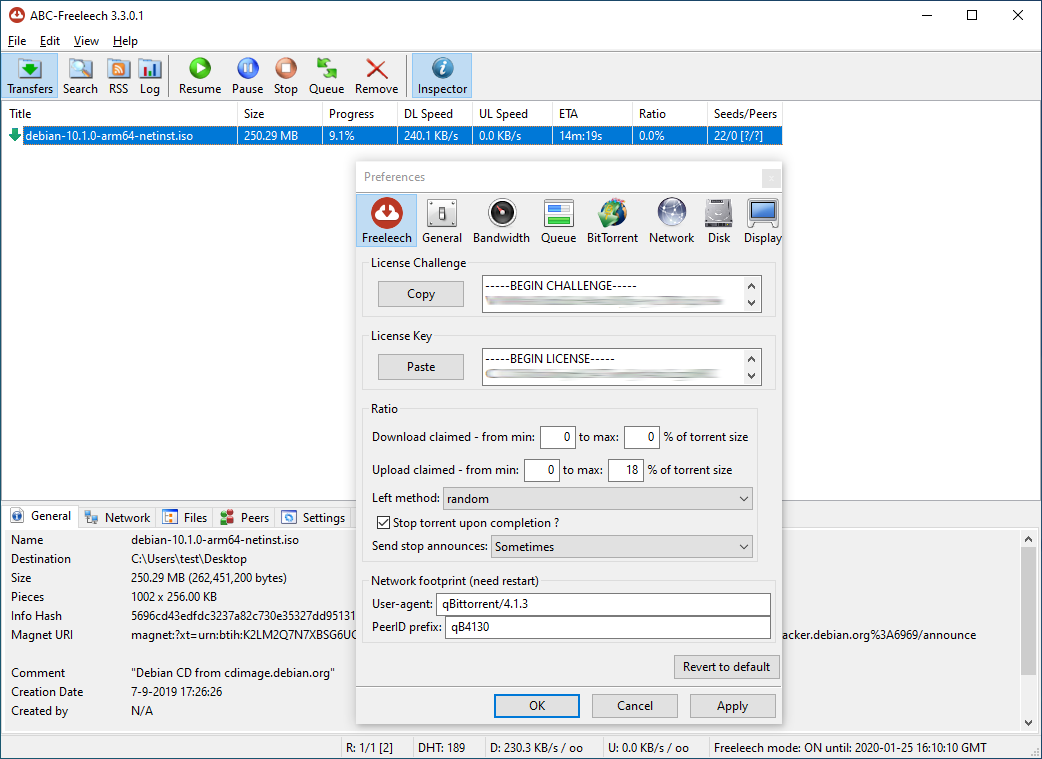 ABC-Freeleech 3.3.0.1
File Edit View Help
Transfers Search RSS Log Resume Pause Stop Queue Remove Inspector
Title Size Progress DL Speed UL Speed ETA Ratio Seeds/Peers
debian-10.1.0-arm64-netinst.iso 250.29 MB 9.1% 240.1 KB/s 0.0 KB/s 14m:19s 0.0% 22/0 [?/?]
Preferences
Freeleech General Bandwidth Queue BitTorrent Network Disk Display
License Challenge
Copy -----BEGIN CHALLENGE-----
License Key
Paste -----BEGIN LICENSE-----
Ratio
Download claimed - from min: 0 to max: 0 % of torrent size
Upload claimed - from min: 0 to max: 18 % of torrent size
Left method: random
Stop torrent upon completion ?
Send stop announces: Sometimes
Network footprint (need restart)
User-agent: qBittorrent/4.1.3
PeerID prefix: qB4130
Revert to default
OK Cancel Apply
General Network Files Peers Settings
Name debian-10.1.0-arm64-netinst.iso
Destination C:\Users\test\Desktop
Size 250.29 MB (262,451,200 bytes)
Pieces 1002 x 256.00 KB
Info Hash 5696cd43edfdc3237a82c730e35327dd95131
Magnet URI magnet:?xt=urn:btih:K2LM2Q7N7XBSG6UC acker.debian.org%3A6969/announce
Comment "Debian CD from cdimage.debian.org"
Creation Date 7-9-2019 17:26:26
Created by N/A
R: 1/1 [2] DHT: 189 D: 230.3 KB/s / oo U: 0.0 KB/s / oo Freeleech mode: ON until: 2020-01-25 16:10:10 GMT